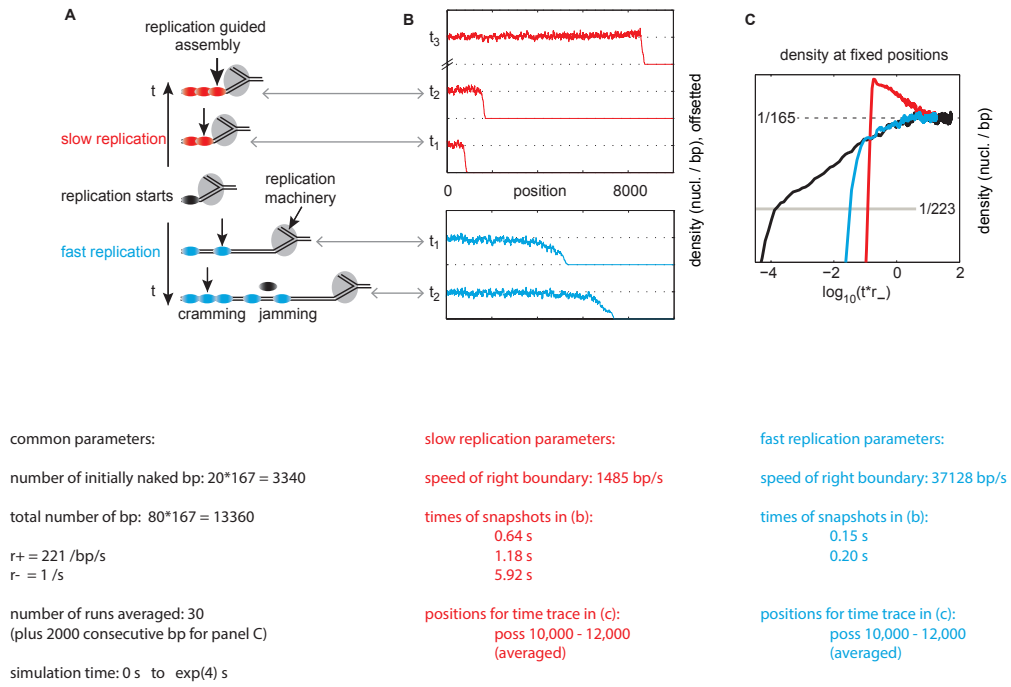 A
replication guided
assembly
t
slow replication
replication starts
replication
machinery
fast replication
t
cramming jamming
B
t3
t2
t1
0 position 8000
t1
t2
density (nucl. / bp), offsetted
C
density at fixed positions
1/165
1/223
−4 −2 0 2
log10(t*r_)
density (nucl. / bp)
common parameters:
number of initially naked bp: 20*167 = 3340
total number of bp: 80*167 = 13360
r+ = 221 /bp/s
r- = 1 /s
number of runs averaged: 30
(plus 2000 consecutive bp for panel C)
simulation time: 0 s to exp(4) s
slow replication parameters:
speed of right boundary: 1485 bp/s
times of snapshots in (b):
0.64 s
1.18 s
5.92 s
positions for time trace in (c):
poss 10,000 - 12,000
(averaged)
fast replication parameters:
speed of right boundary: 37128 bp/s
times of snapshots in (b):
0.15 s
0.20 s
positions for time trace in (c):
poss 10,000 - 12,000
(averaged)